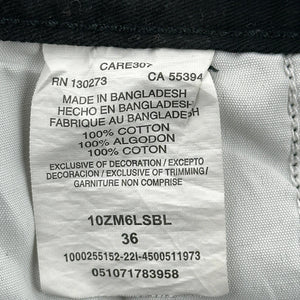 CARE307
RN 130273 CA 55394
MADE IN BANGLADESH
HECHO EN BANGLADESH
FABRIQUE AU BANGLADESH
100% COTTON
100% ALGODON
100% COTON
EXCLUSIVE OF DECORATION / EXCEPTO
DECORACION / EXCLUSIVE OF TRIMMING /
GARNITURE NON COMPRISE
10ZM6LSBL
36
1000255152-22I-4500511973
051071783958